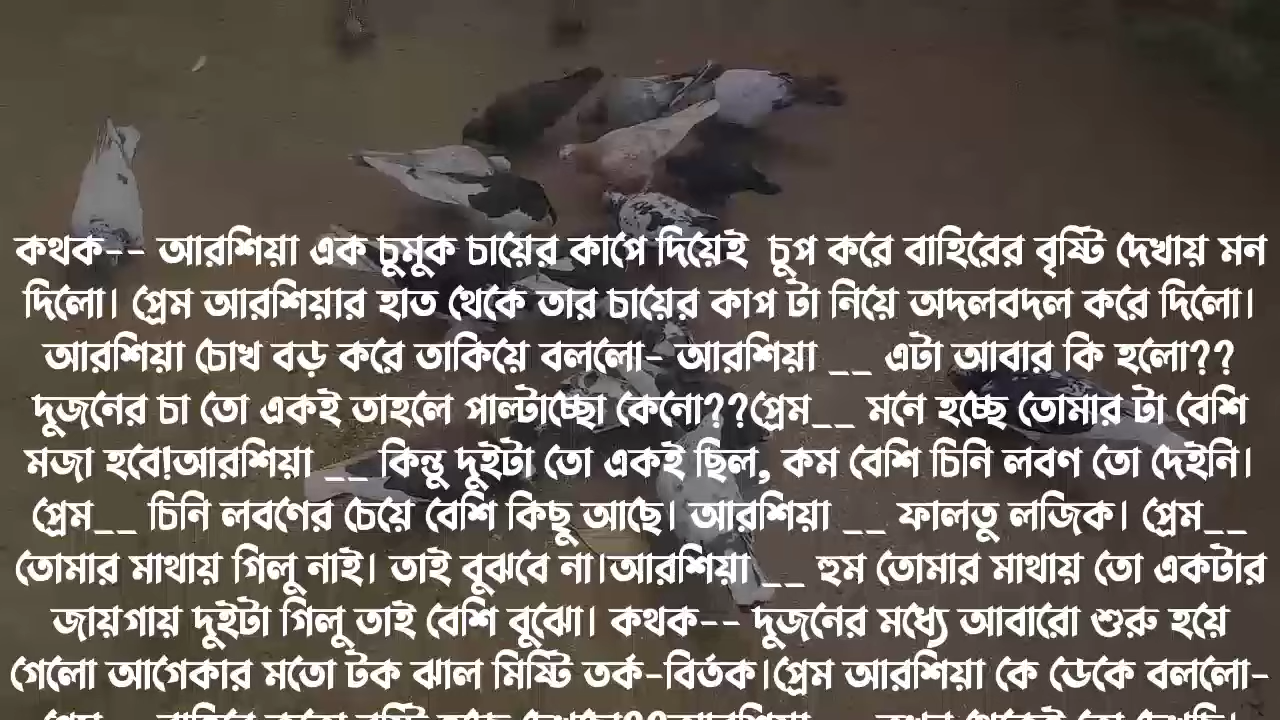 কথক-- আরশিয়া এক চুমুক চায়ের কাপে দিয়েই চুপ করে বাহিরের বৃষ্টি দেখায় মন
দিলো। প্রেম আরশিয়ার হাত থেকে তার চায়ের কাপ টা নিয়ে অদলবদল করে দিলো।
আরশিয়া চোখ বড় করে তাকিয়ে বললো- আরশিয়া __ এটা আবার কি হলো??
দুজনের চা তো একই তাহলে পাল্টাচ্ছো কেনো??প্রেম__ মনে হচ্ছে তোমার টা বেশি
মজা হবে!আরশিয়া __ কিন্তু দুইটা তো একই ছিল, কম বেশি চিনি লবণ তো দেইনি।
প্রেম__ চিনি লবণের চেয়ে বেশি কিছু আছে। আরশিয়া __ ফালতু লজিক। প্রেম__
তোমার মাথায় গিলু নাই। তাই বুঝবে না।আরশিয়া __ হুম তোমার মাথায় তো একটার
জায়গায় দুইটা গিলু তাই বেশি বুঝো। কথক-- দুজনের মধ্যে আবারো শুরু হয়ে
গেলো আগেকার মতো টক ঝাল মিষ্টি তর্ক-বির্তক।প্রেম আরশিয়া কে ডেকে বললো-